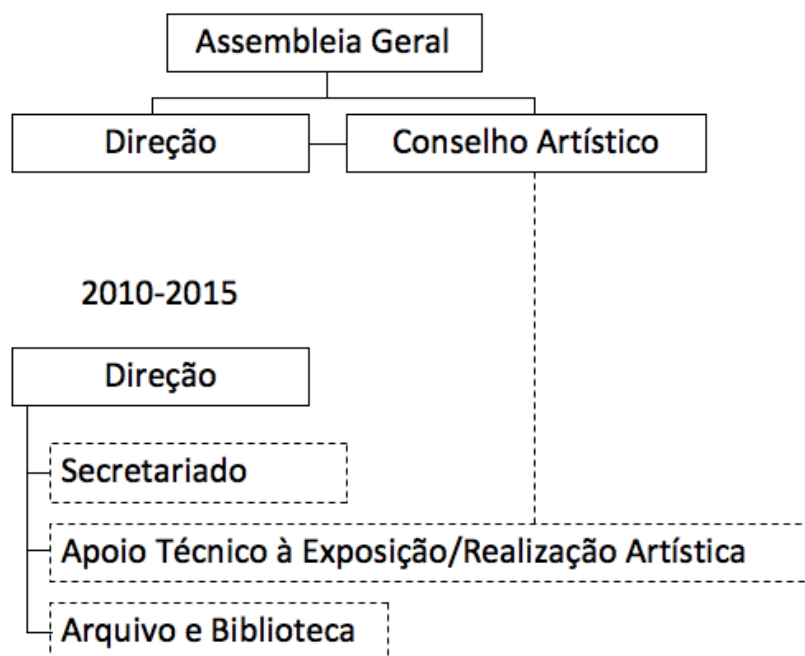 Assembleia Geral
Direção
Conselho Artístico
2010-2015
Direção
Secretariado
Apoio Técnico à Exposição/Realização Artística
Arquivo e Biblioteca